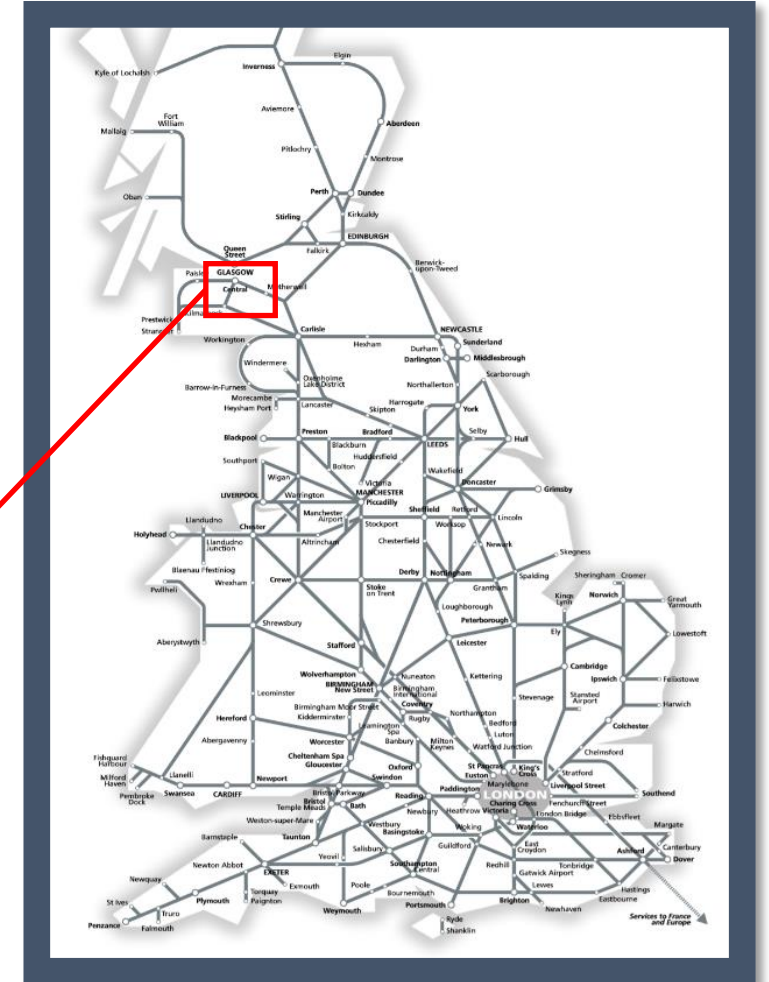 Elgin
Inverness
Kyle of Lochalsh
Aviemore
Fort
William
Mallaig
Aberdeen
Pitlochry
Montrose
Perth
Dundee
Oban
Stirling
Kirkcaldy
EDINBURGH
Queen
Street
Falkirk
Berwick-
upon-Tweed
GLASGOW
Central
Motherwell
Prestwick
Carlisle
NEWCASTLE
Workington
Hexham
Durham
Sunderland
Darlington
Middlesbrough
Windermere
Oxenholme
Lake District
Scarborough
Barrow-in-Furness
Northallerton
Morecambe
Heysham Port
Lancaster
Harrogate
Skipton
York
Blackpool
Preston
Bradford
Selby
Hull
Blackburn
LEEDS
Huddersfield
Southport
Bolton
Wakefield
Wigan
Victoria
Doncaster
LIVERPOOL
Warrington
MANCHESTER
Piccadilly
Grimsby
Manchester
Airport
Sheffield
Retford
Lincoln
Llandudno
Stockport
Worksop
Holyhead
Chester
Llandudno
Junction
Altrincham
Chesterfield
Newark
Skegness
Blaenau Ffestiniog
Pwllheli
Wrexham
Crewe
Stoke
on Trent
Derby
Nottingham
Grantham
Spalding
Sheringham
Cromer
Kings
Lynn
Norwich
Great
Yarmouth
Loughborough
Peterborough
Ely
Lowestoft
Shrewsbury
Aberystwyth
Stafford
Leicester
Wolverhampton
BIRMINGHAM
New Street
Nuneaton
Birmingham
International
Kettering
Cambridge
Ipswich
Felixstowe
Leominster
Birmingham Moor Street
Kidderminster
Coventry
Rugby
Northampton
Stevenage
Stansted
Airport
Harwich
Hereford
Leamington
Spa
Bedford
Colchester
Abergavenny
Worcester
Banbury
Milton
Keynes
Luton
Watford Junction
Chelmsford
Cheltenham Spa
Gloucester
Oxford
St Pancras
Euston
King's
Cross
Stratford
Fishguard
Harbour
Milford
Haven
Llanelli
Pembroke
Dock
Swansea
CARDIFF
Newport
Swindon
Bristol Parkway
Reading
Paddington
Marylebone
Liverpool Street
LONDON
Southend
Bristol
Temple Meads
Bath
Newbury
Heathrow
Victoria
Charing Cross
Fenchurch Street
London Bridge
Ebbsfleet
Weston-super-Mare
Westbury
Basingstoke
Woking
Waterloo
Margate
Barnstaple
Taunton
Yeovil
Salisbury
Guildford
East
Croydon
Redhill
Tonbridge
Ashford
Canterbury
Dover
Newton Abbot
EXETER
Southampton
Central
Gatwick Airport
Newquay
Exmouth
Poole
Bournemouth
Lewes
Hastings
St Ives
Plymouth
Torquay
Paignton
Weymouth
Portsmouth
Brighton
Newhaven
Eastbourne
Truro
Penzance
Falmouth
Ryde
Shanklin
Services to France
and Europe